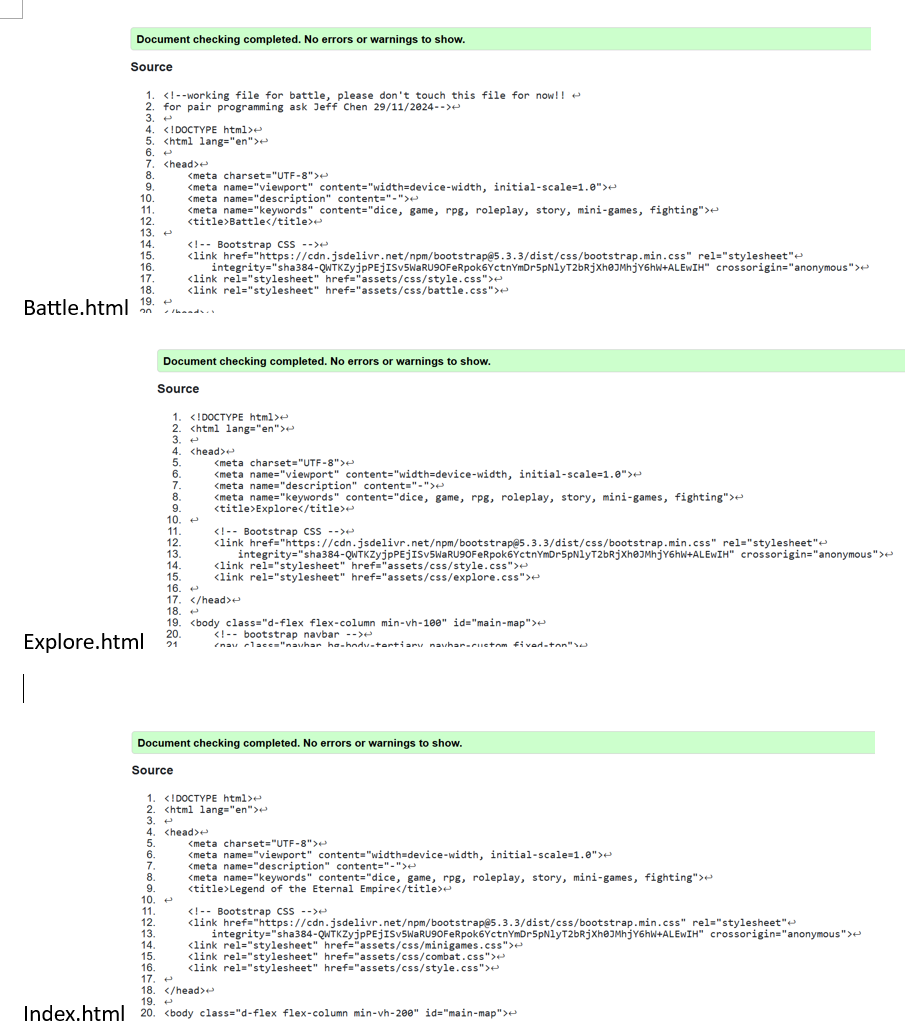 Document checking completed. No errors or warnings to show.
Source
1. <!--working file for battle, please don't touch this file for now!! ↩
2. for pair programming ask Jeff Chen 29/11/2024-->↩
3. ↩
4. <!DOCTYPE html>↩
5. <html lang="en">↩
6. ↩
7. <head>↩
8. <meta charset="UTF-8">↩
9. <meta name="viewport" content="width=device-width, initial-scale=1.0">↩
10. <meta name="description" content="-">↩
11. <meta name="keywords" content="dice, game, rpg, roleplay, story, mini-games, fighting">↩
12. <title>Battle</title>↩
13. ↩
14. <!-- Bootstrap CSS -->↩
15. <link href="https://cdn.jsdelivr.net/npm/bootstrap@5.3.3/dist/css/bootstrap.min.css" rel="stylesheet"↩
16. integrity="sha384-QWTKZyjpPEjISv5WaRU9OFeRpok6YctnYmDr5pNlyT2bRjXh0JMhjY6hW+ALEwIH" crossorigin="anonymous">↩
17. <link rel="stylesheet" href="assets/css/style.css">↩
18. <link rel="stylesheet" href="assets/css/battle.css">↩
19. ↩
20. </head>↩
Battle.html
Document checking completed. No errors or warnings to show.
Source
1. <!DOCTYPE html>↩
2. <html lang="en">↩
3. ↩
4. <head>↩
5. <meta charset="UTF-8">↩
6. <meta name="viewport" content="width=device-width, initial-scale=1.0">↩
7. <meta name="description" content="-">↩
8. <meta name="keywords" content="dice, game, rpg, roleplay, story, mini-games, fighting">↩
9. <title>Explore</title>↩
10. ↩
11. <!-- Bootstrap CSS -->↩
12. <link href="https://cdn.jsdelivr.net/npm/bootstrap@5.3.3/dist/css/bootstrap.min.css" rel="stylesheet"↩
13. integrity="sha384-QWTKZyjpPEjISv5WaRU9OFeRpok6YctnYmDr5pNlyT2bRjXh0JMhjY6hW+ALEwIH" crossorigin="anonymous">↩
14. <link rel="stylesheet" href="assets/css/style.css">↩
15. <link rel="stylesheet" href="assets/css/explore.css">↩
16. ↩
17. </head>↩
18. ↩
19. <body class="d-flex flex-column min-vh-100" id="main-map">↩
20. <!-- bootstrap navbar -->↩
21. <nav class="navbar bg-body-tertiary navbar-custom fixed-top">↩
Explore.html
Document checking completed. No errors or warnings to show.
Source
1. <!DOCTYPE html>↩
2. <html lang="en">↩
3. ↩
4. <head>↩
5. <meta charset="UTF-8">↩
6. <meta name="viewport" content="width=device-width, initial-scale=1.0">↩
7. <meta name="description" content="-">↩
8. <meta name="keywords" content="dice, game, rpg, roleplay, story, mini-games, fighting">↩
9. <title>Legend of the Eternal Empire</title>↩
10. ↩
11. <!-- Bootstrap CSS -->↩
12. <link href="https://cdn.jsdelivr.net/npm/bootstrap@5.3.3/dist/css/bootstrap.min.css" rel="stylesheet"↩
13. integrity="sha384-QWTKZyjpPEjISv5WaRU9OFeRpok6YctnYmDr5pNlyT2bRjXh0JMhjY6hW+ALEwIH" crossorigin="anonymous">↩
14. <link rel="stylesheet" href="assets/css/minigames.css">↩
15. <link rel="stylesheet" href="assets/css/combat.css">↩
16. <link rel="stylesheet" href="assets/css/style.css">↩
17. ↩
18. </head>↩
19. ↩
20. <body class="d-flex flex-column min-vh-200" id="main-map">↩
Index.html